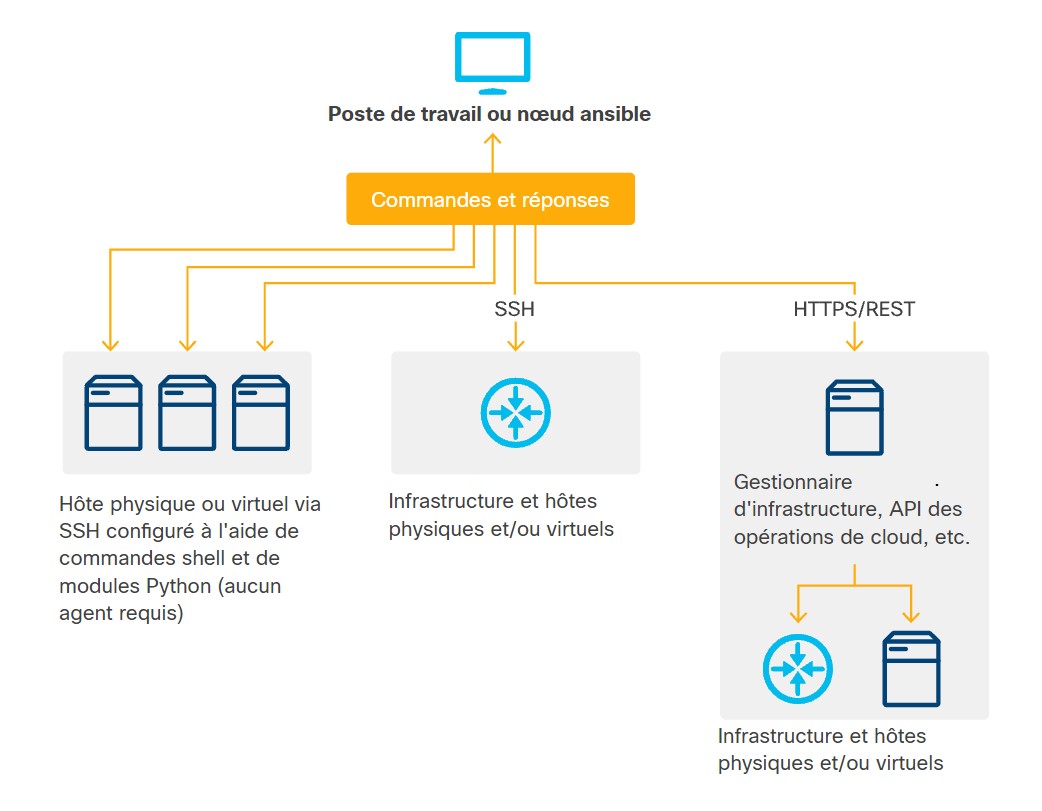 Poste de travail ou nœud ansible
Commandes et réponses
SSH
HTTPS/REST
Hôte physique ou virtuel via
SSH configuré à l'aide de
commandes shell et de
modules Python (aucun
agent requis)
Infrastructure et hôtes
physiques et/ou virtuels
Gestionnaire .
d'infrastructure, API des
opérations de cloud, etc.
Infrastructure et hôtes
physiques et/ou virtuels